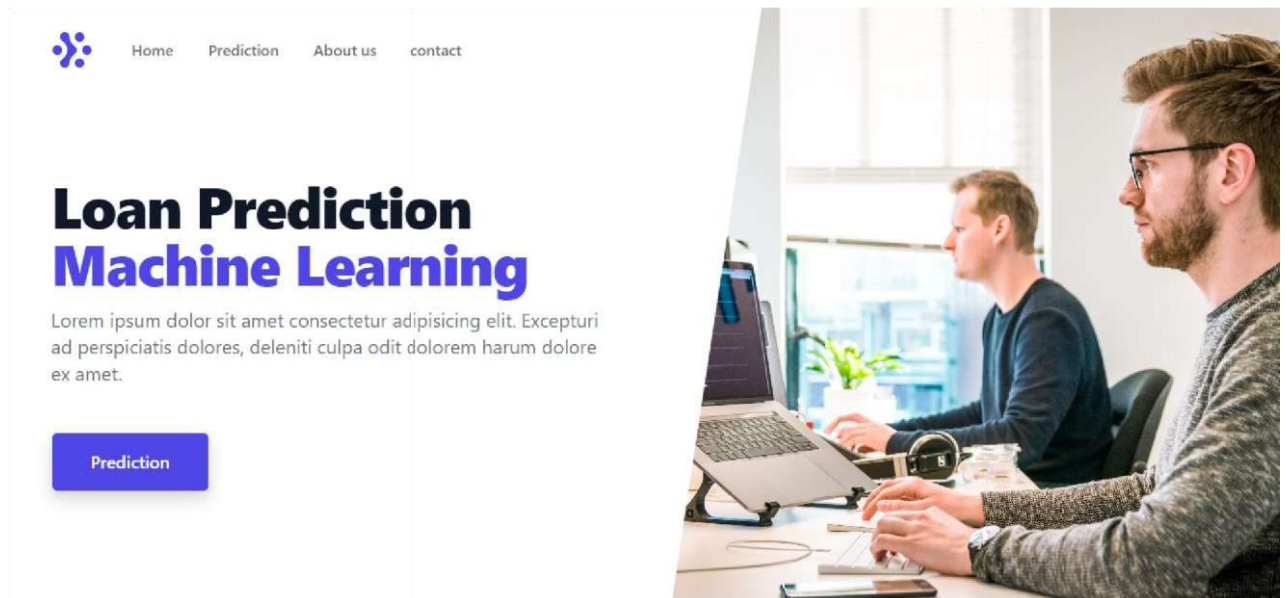 Home Prediction About us contact
Loan Prediction
Machine Learning
Lorem ipsum dolor sit amet consectetur adipisicing elit. Excepturi
ad perspiciatis dolores, deleniti culpa odit dolorem harum dolore
ex amet.
Prediction